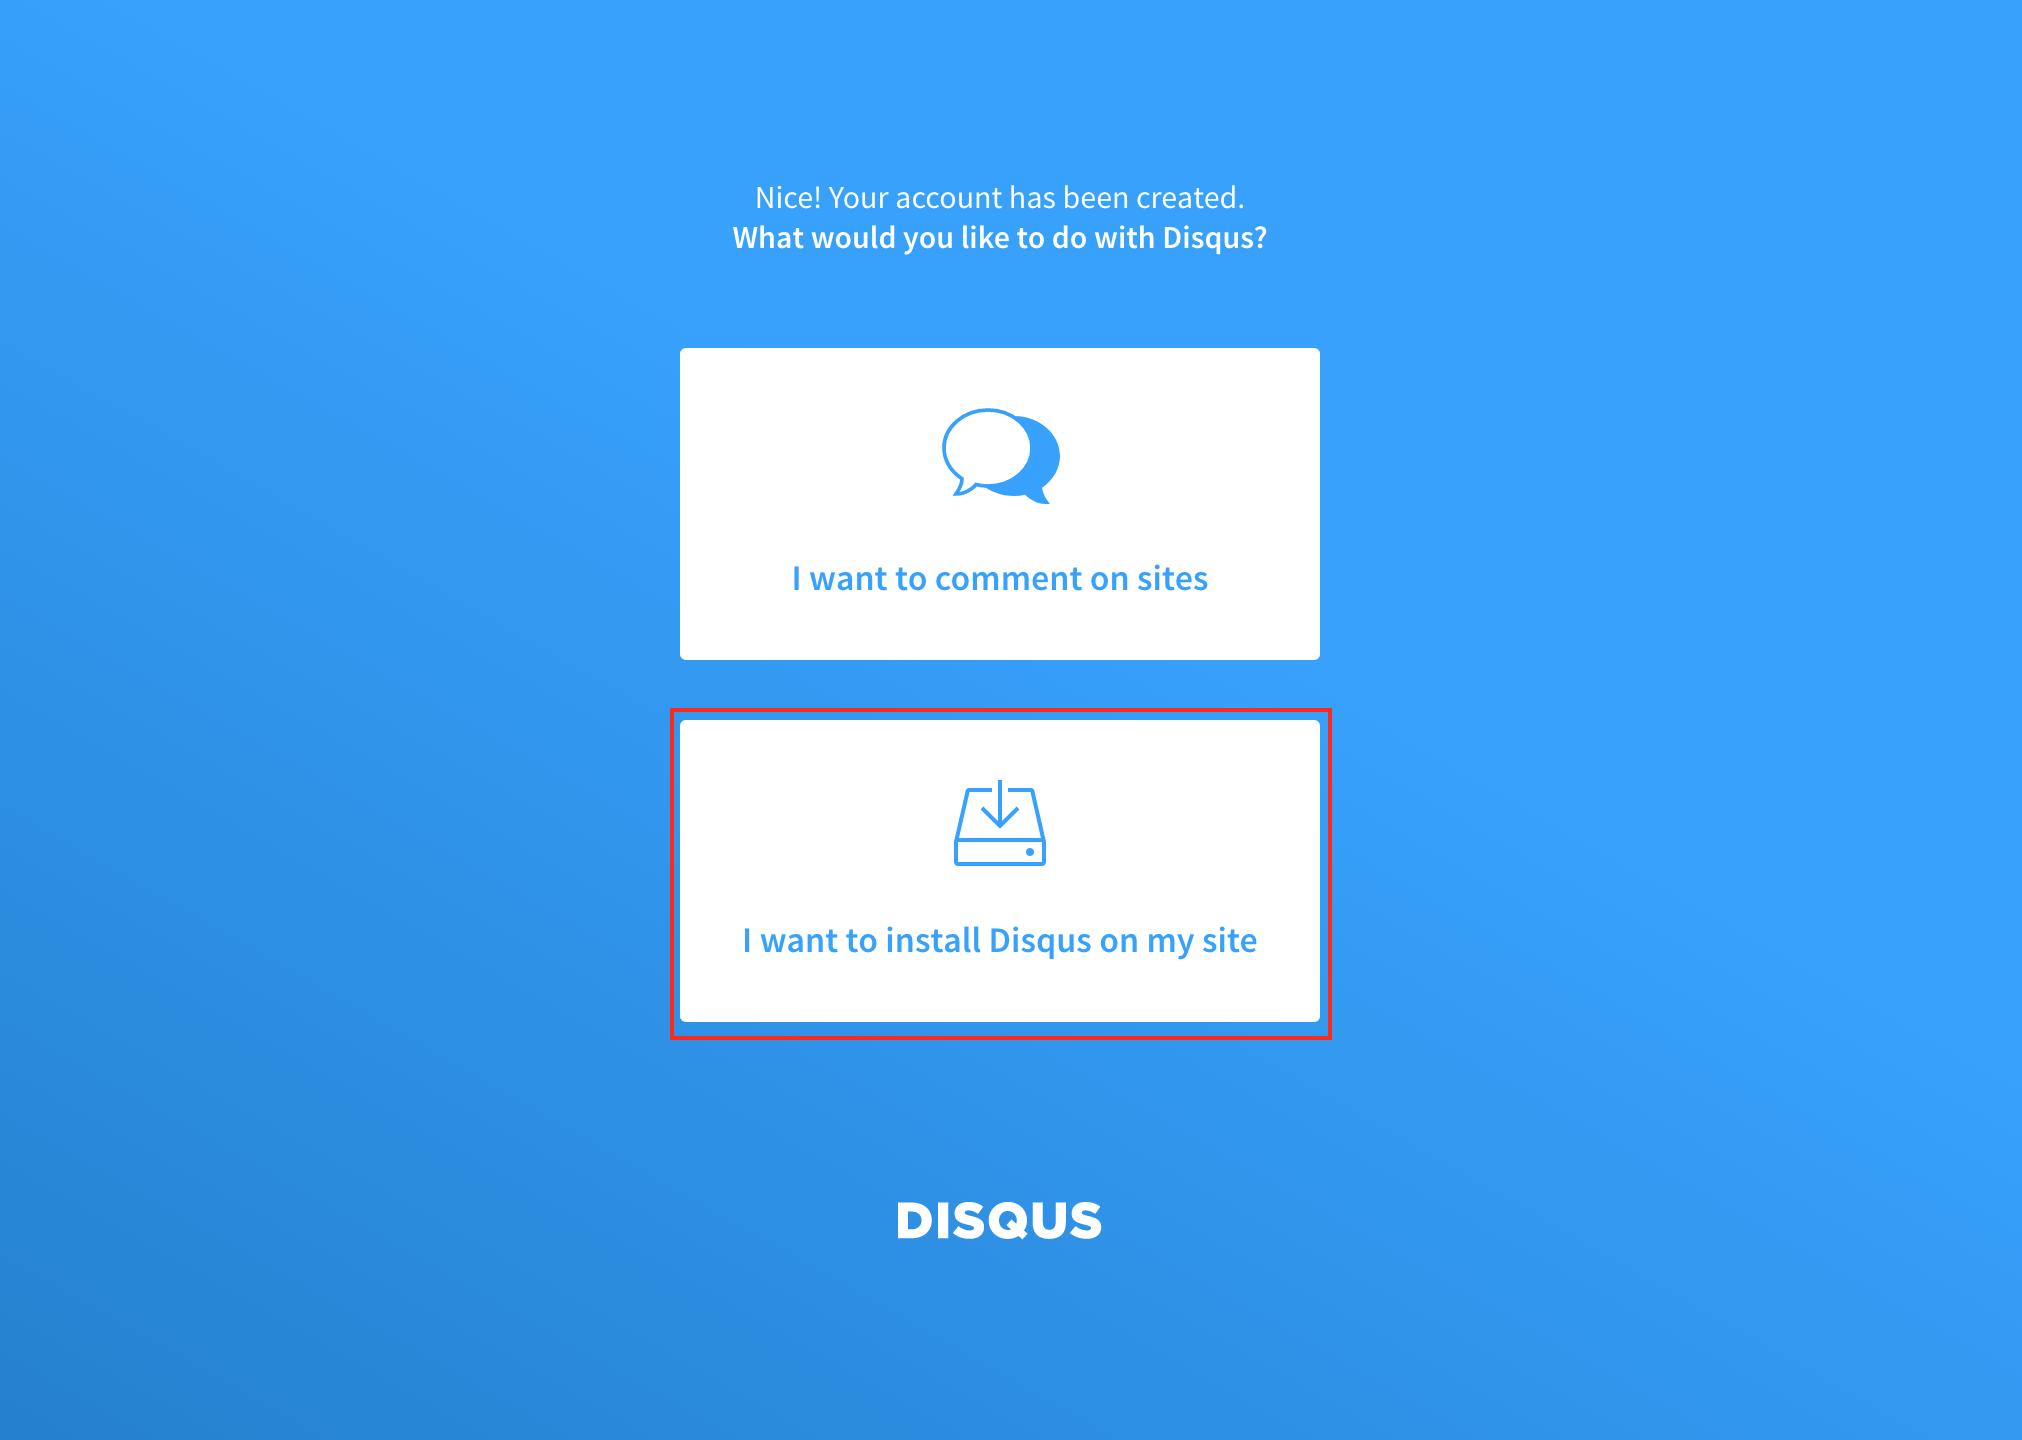 Nice! Your account has been created.
What would you like to do with Disqus?
I want to comment on sites
I want to install Disqus on my site
DISQUS